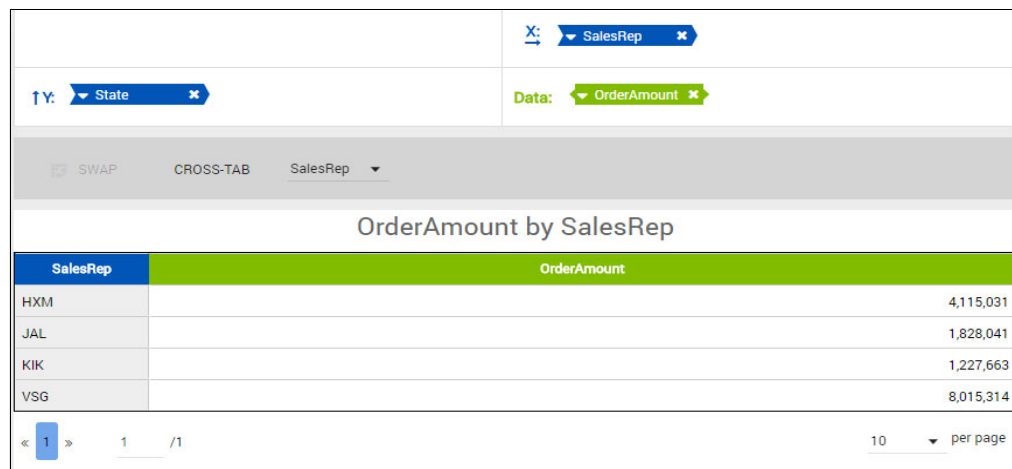 X: SalesRep
Y: State Data: OrderAmount
SWAP CROSS-TAB SalesRep
OrderAmount by SalesRep
SalesRep OrderAmount
HXM 4,115,031
JAL 1,828,041
KIK 1,227,663
VSG 8,015,314
« 1 » 1 /1 10 per page